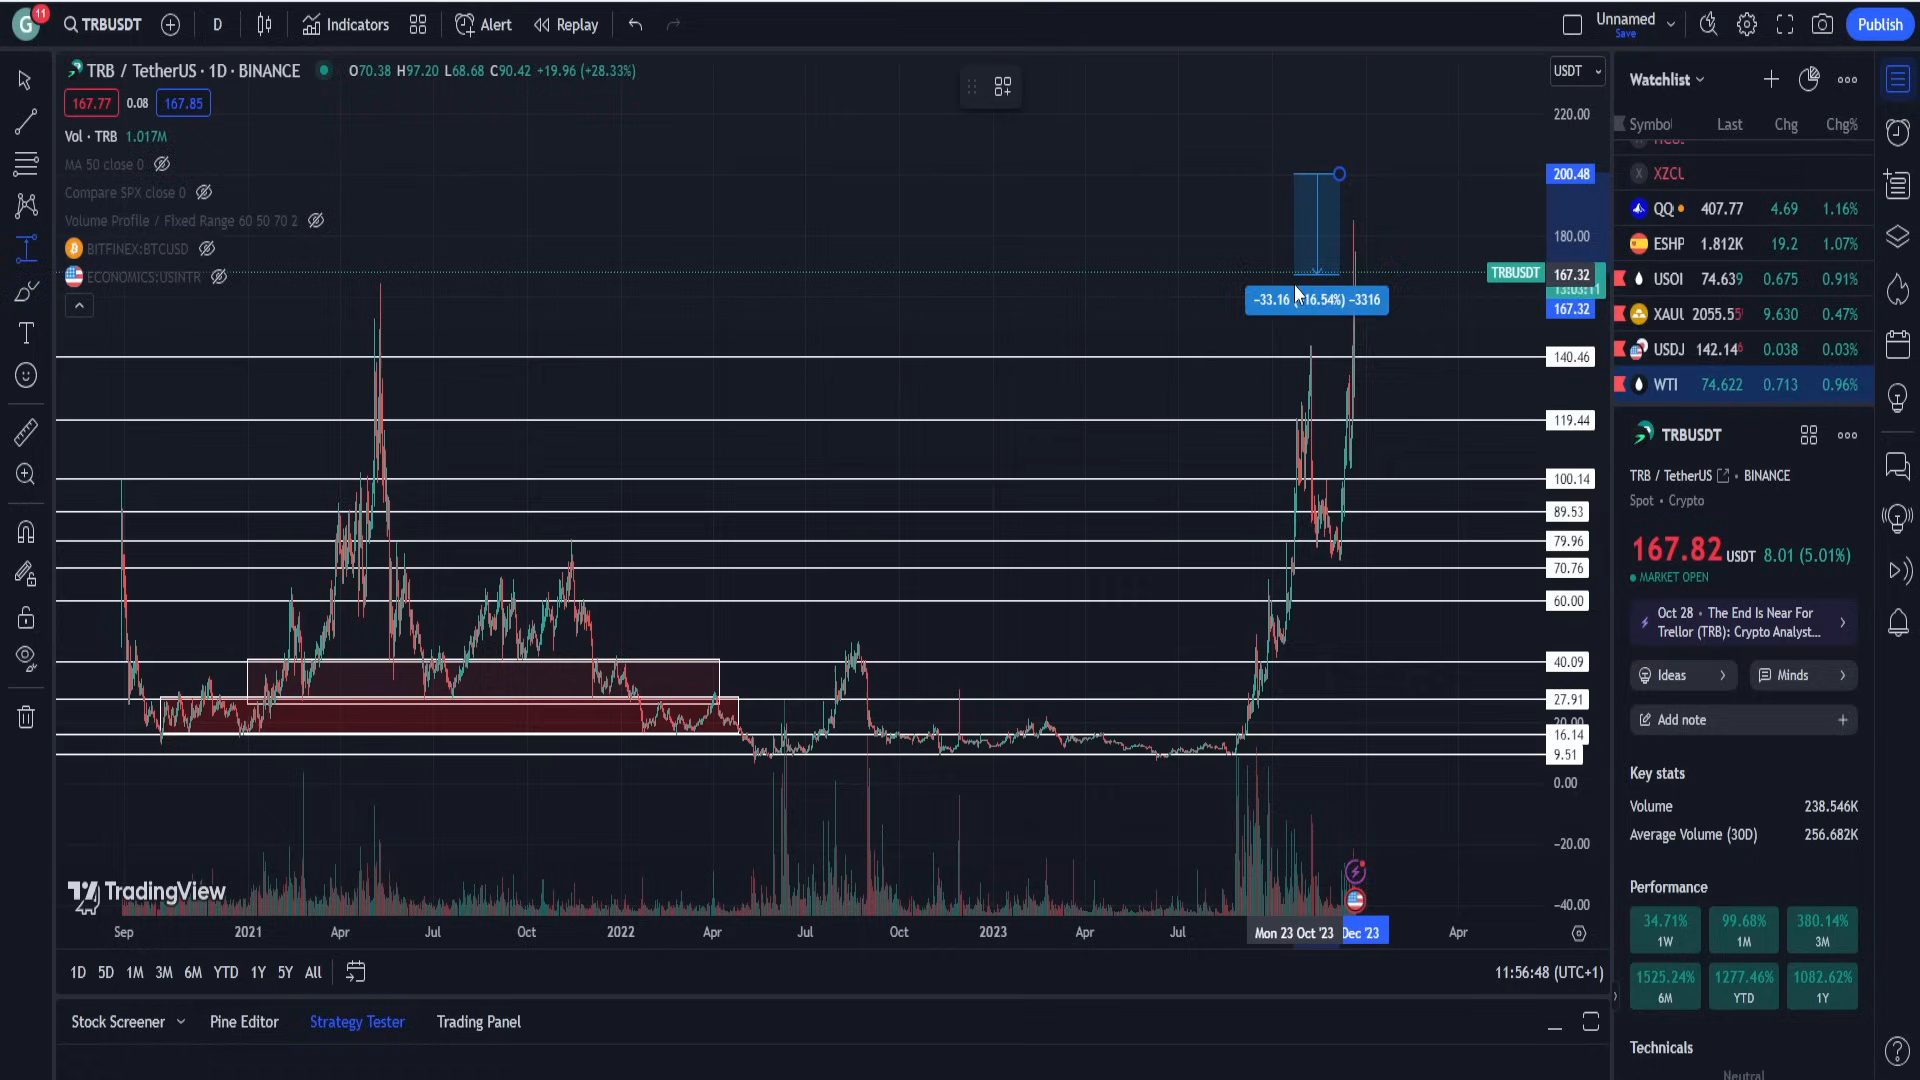 G
11
TRBUSDT
D
Indicators
Alert
Replay
Unnamed
Save
Publish
TRB / TetherUS · 1D · BINANCE
O70.38 H97.20 L68.68 C90.42 +19.96 (+28.33%)
167.77 0.08 167.85
Vol · TRB 1.017M
MA 50 close 0
Compare SPX close 0
Volume Profile / Fixed Range 60 50 70 2
BITFINEX:BTCUSD
ECONOMICS:USINTR
USDT
220.00
200.48
180.00
TRBUSDT 167.32
13:03:11
167.32
−33.16 16.54%) −3316
140.46
119.44
100.14
89.53
79.96
70.76
60.00
40.09
27.91
20.00
16.14
9.51
0.00
−20.00
−40.00
TradingView
Sep 2021 Apr Jul Oct 2022 Apr Jul Oct 2023 Apr Jul Mon 23 Oct '23 Dec '23 Apr
1D 5D 1M 3M 6M YTD 1Y 5Y All
11:56:48 (UTC+1)
Stock Screener Pine Editor Strategy Tester Trading Panel
Watchlist
Symbol Last Chg Chg%
XZCU
QQ 407.77 4.69 1.16%
ESHP 1.812K 19.2 1.07%
USOI 74.639 0.675 0.91%
XAUU 2055.55 9.630 0.47%
USDJ 142.146 0.038 0.03%
WTI 74.622 0.713 0.96%
TRBUSDT
TRB / TetherUS • BINANCE
Spot • Crypto
167.82 USDT 8.01 (5.01%)
MARKET OPEN
Oct 28 • The End Is Near For
Trellor (TRB): Crypto Analyst...
Ideas
Minds
Add note
Key stats
Volume 238.546K
Average Volume (30D) 256.682K
Performance
34.71% 99.68% 380.14%
1W 1M 3M
1525.24% 1277.46% 1082.62%
6M YTD 1Y
Technicals
Neutral